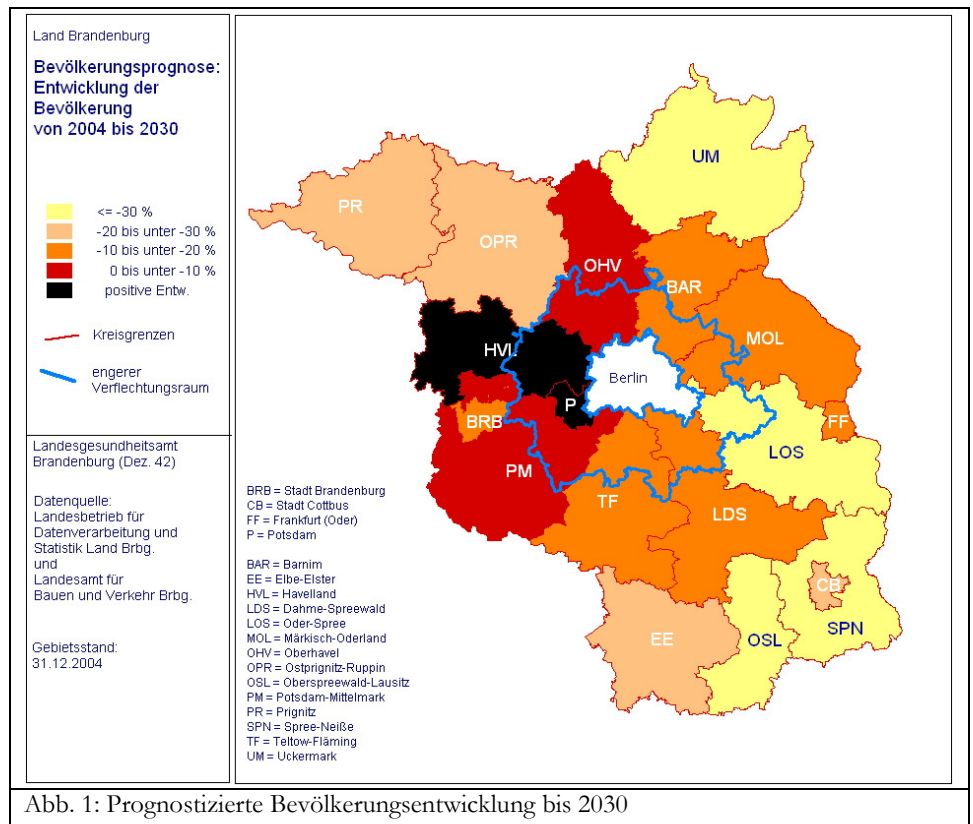 Land Brandenburg
Bevölkerungsprognose:
Entwicklung der
Bevölkerung
von 2004 bis 2030
<= -30 %
-20 bis unter -30 %
-10 bis unter -20 %
0 bis unter -10 %
positive Entw.
Kreisgrenzen
engerer
Verflechtungsraum
Landesgesundheitsamt
Brandenburg (Dez. 42)
Datenquelle:
Landesbetrieb für
Datenverarbeitung und
Statistik Land Brbg.
und
Landesamt für
Bauen und Verkehr Brbg.
Gebietsstand:
31.12.2004
UM
PR
OPR
OHV
BAR
MOL
HVL
Berlin
P
BRB
FF
LOS
PM
TF
LDS
CB
SPN
EE
OSL
BRB = Stadt Brandenburg
CB = Stadt Cottbus
FF = Frankfurt (Oder)
P = Potsdam
BAR = Barnim
EE = Elbe-Elster
HVL = Havelland
LDS = Dahme-Spreewald
LOS = Oder-Spree
MOL = Märkisch-Oderland
OHV = Oberhavel
OPR = Ostprignitz-Ruppin
OSL = Oberspreewald-Lausitz
PM = Potsdam-Mittelmark
PR = Prignitz
SPN = Spree-Neiße
TF = Teltow-Fläming
UM = Uckermark
Abb. 1: Prognostizierte Bevölkerungsentwicklung bis 2030